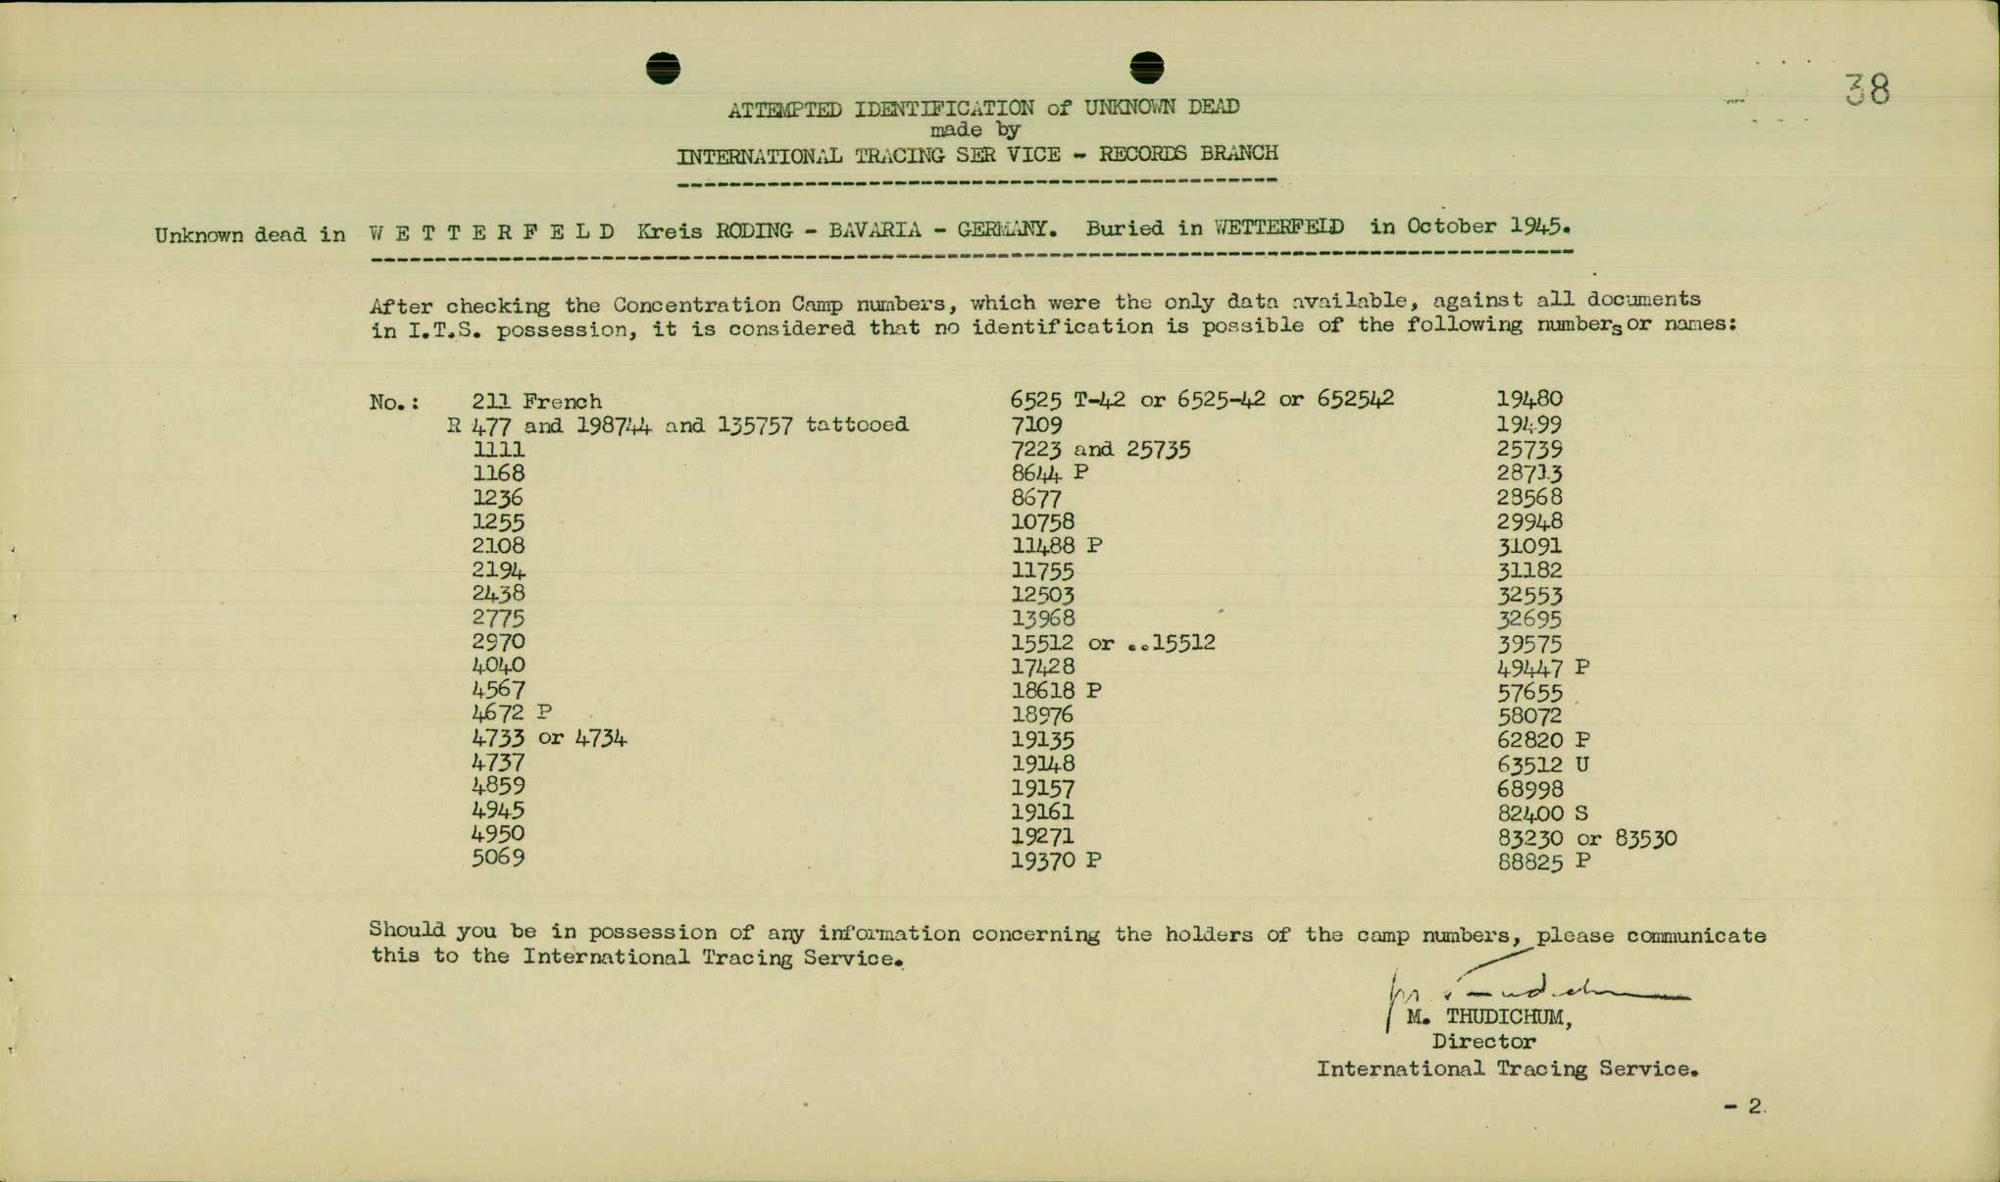 38
ATTEMPTED IDENTIFICATION of UNKNOWN DEAD
made by
INTERNATIONAL TRACING SER VICE - RECORDS BRANCH
Unknown dead in W E T T E R F E L D Kreis RODING - BAVARIA - GERMANY. Buried in WETTERFELD in October 1945.
After checking the Concentration Camp numbers, which were the only data available, against all documents
in I.T.S. possession, it is considered that no identification is possible of the following numbers or names:
No.: 211 French 6525 T-42 or 6525-42 or 652542 19480
R 477 and 198744 and 135757 tattooed 7109 19499
1111 7223 and 25735 25739
1168 8644 P 28713
1236 8677 28568
1255 10758 29948
2108 11488 P 31091
2194 11755 31182
2438 12503 32553
2775 13968 32695
2970 15512 or ..15512 39575
4040 17428 49447 P
4567 18618 P 57655
4672 P 18976 58072
4733 or 4734 19135 62820 P
4737 19148 63512 U
4859 19157 68998
4945 19161 82400 S
4950 19271 83230 or 83530
5069 19370 P 88825 P
Should you be in possession of any information concerning the holders of the camp numbers, please communicate
this to the International Tracing Service.
M. THUDICHUM,
Director
International Tracing Service.
- 2.